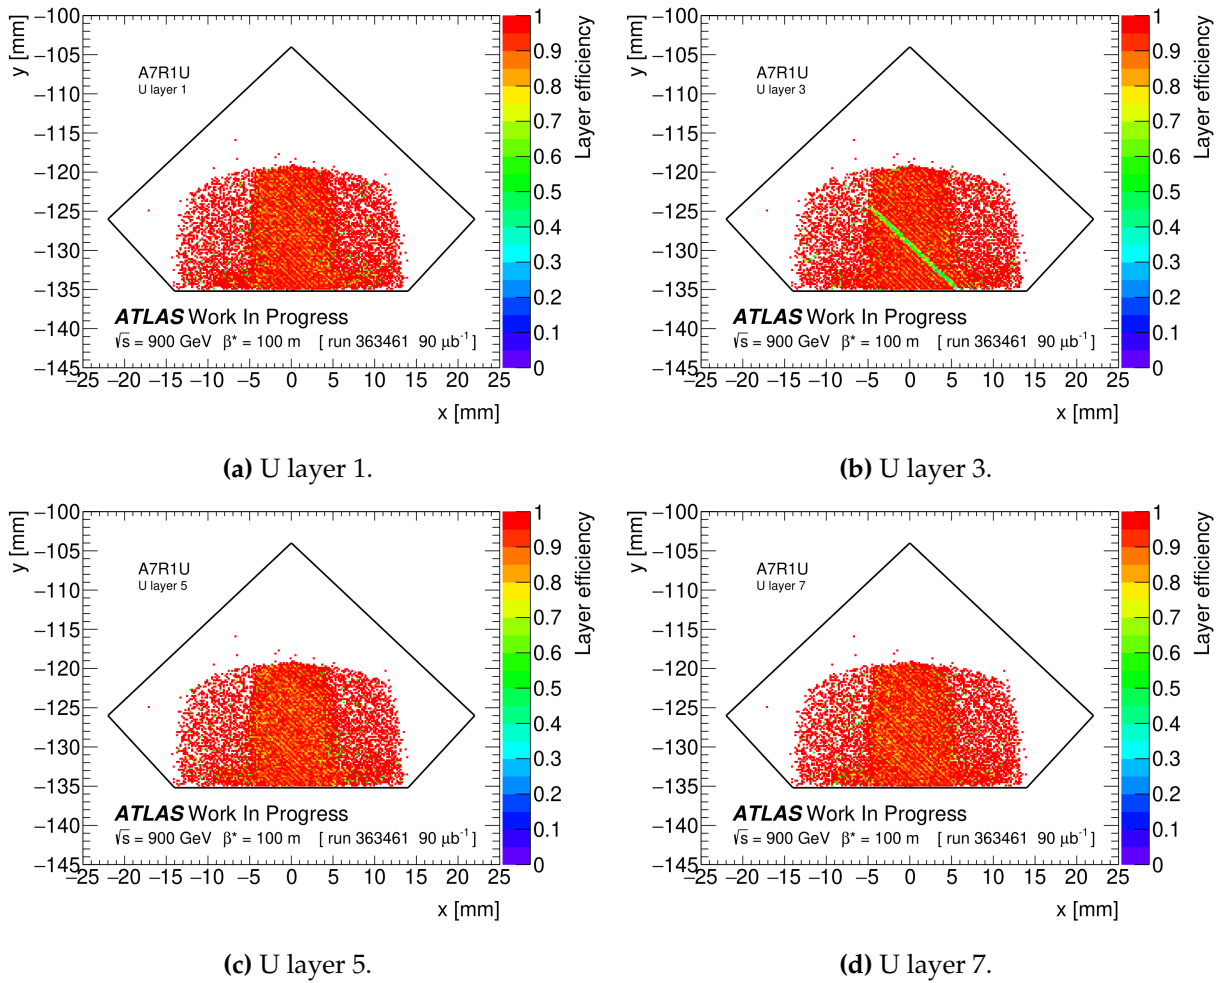 y [mm]
−100
−105
−110
−115
−120
−125
−130
−135
−140
−145
A7R1U
U layer 1
ATLAS Work In Progress
√s = 900 GeV β* = 100 m [ run 363461 90 μb⁻¹ ]
−25 −20 −15 −10 −5 0 5 10 15 20 25
x [mm]
1
0.9
0.8
0.7
0.6
0.5
0.4
0.3
0.2
0.1
0
Layer efficiency
(a) U layer 1.
y [mm]
−100
−105
−110
−115
−120
−125
−130
−135
−140
−145
A7R1U
U layer 3
ATLAS Work In Progress
√s = 900 GeV β* = 100 m [ run 363461 90 μb⁻¹ ]
−25 −20 −15 −10 −5 0 5 10 15 20 25
x [mm]
1
0.9
0.8
0.7
0.6
0.5
0.4
0.3
0.2
0.1
0
Layer efficiency
(b) U layer 3.
y [mm]
−100
−105
−110
−115
−120
−125
−130
−135
−140
−145
A7R1U
U layer 5
ATLAS Work In Progress
√s = 900 GeV β* = 100 m [ run 363461 90 μb⁻¹ ]
−25 −20 −15 −10 −5 0 5 10 15 20 25
x [mm]
1
0.9
0.8
0.7
0.6
0.5
0.4
0.3
0.2
0.1
0
Layer efficiency
(c) U layer 5.
y [mm]
−100
−105
−110
−115
−120
−125
−130
−135
−140
−145
A7R1U
U layer 7
ATLAS Work In Progress
√s = 900 GeV β* = 100 m [ run 363461 90 μb⁻¹ ]
−25 −20 −15 −10 −5 0 5 10 15 20 25
x [mm]
1
0.9
0.8
0.7
0.6
0.5
0.4
0.3
0.2
0.1
0
Layer efficiency
(d) U layer 7.